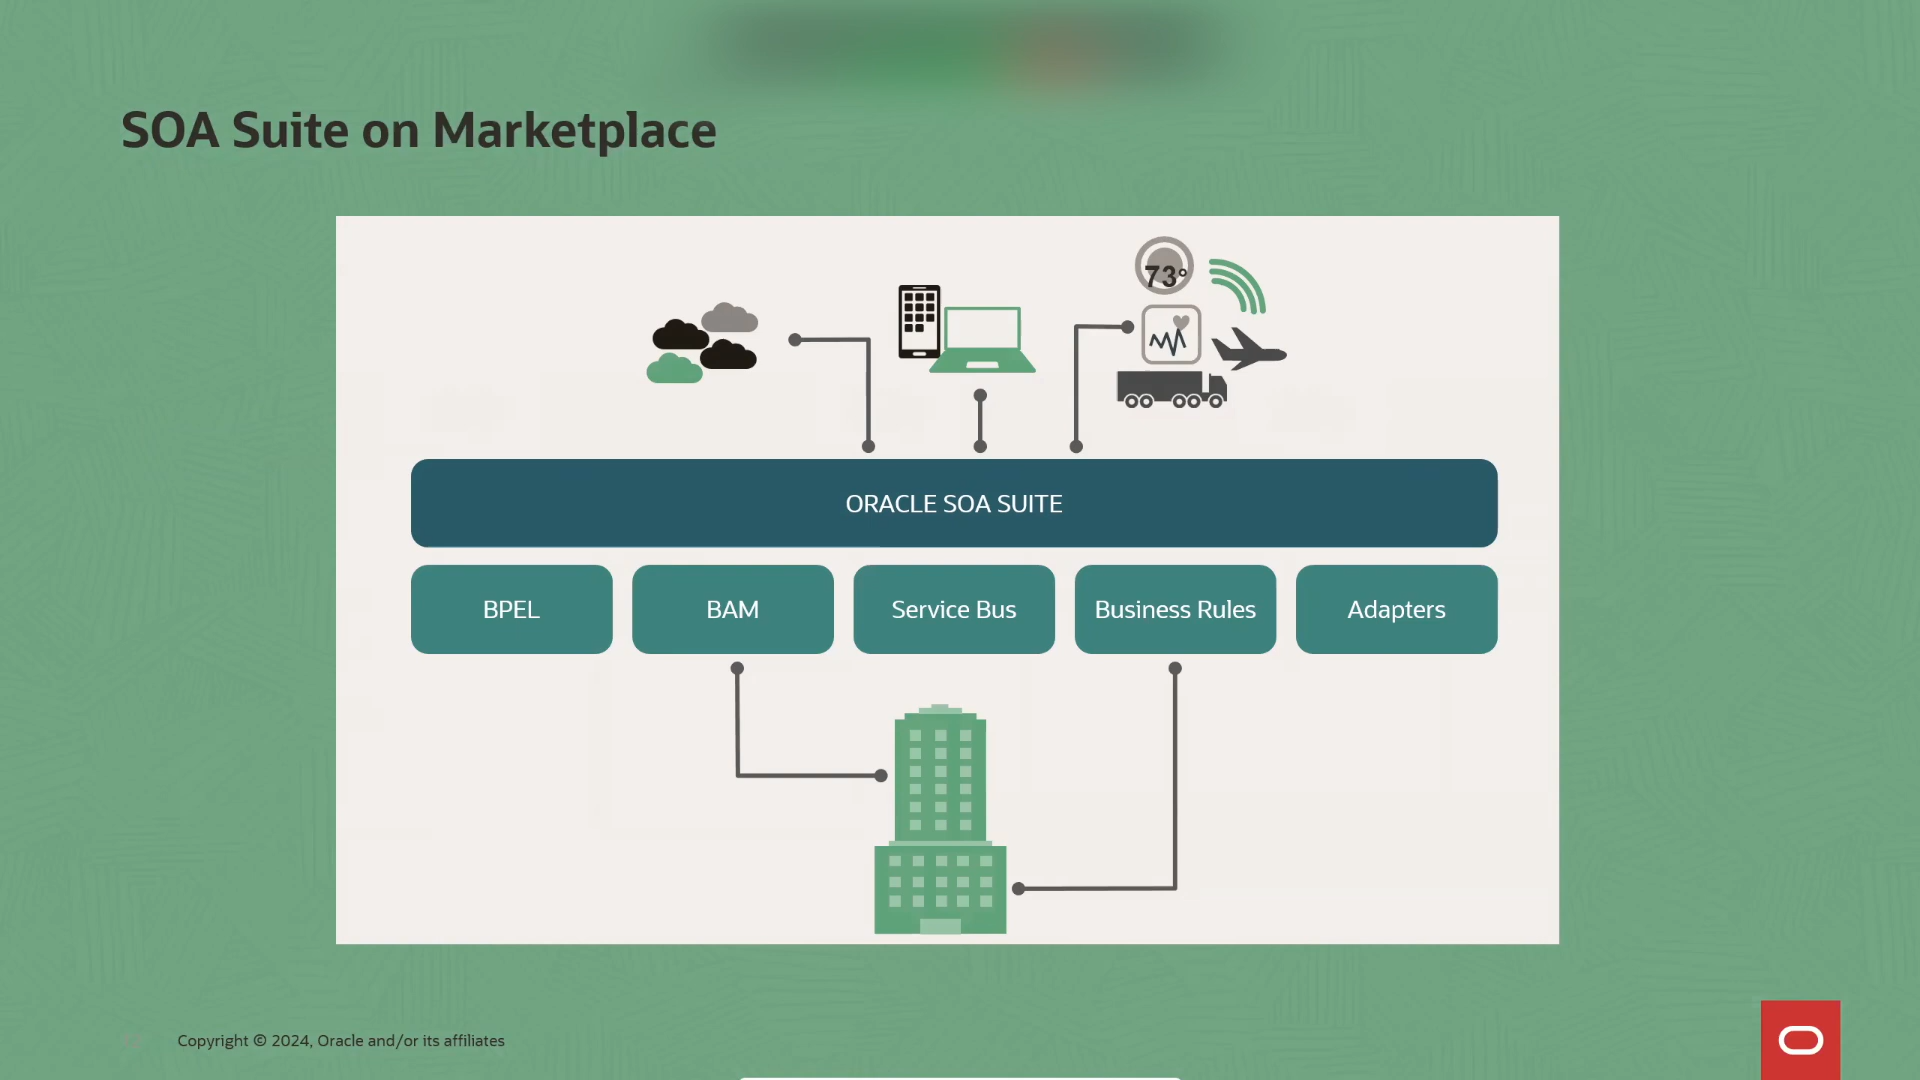 SOA Suite on Marketplace
73°
ORACLE SOA SUITE
BPEL
BAM
Service Bus
Business Rules
Adapters
Copyright © 2024, Oracle and/or its affiliates